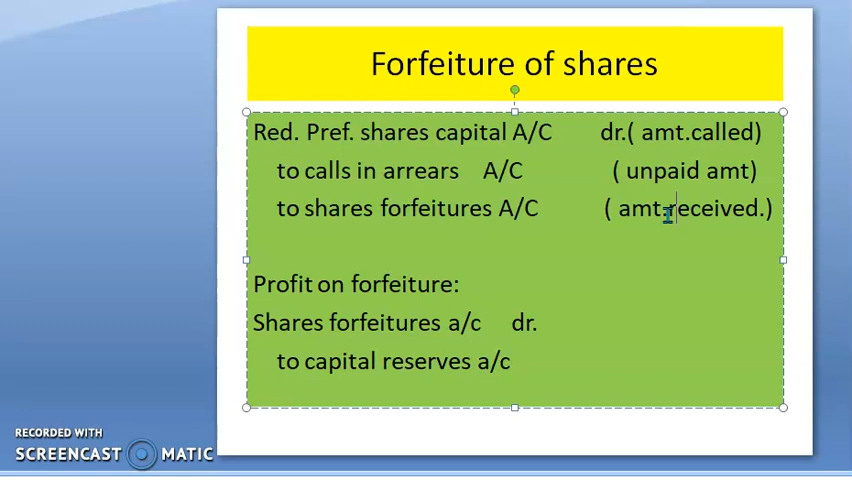 Forfeiture of shares
Red. Pref. shares capital A/C dr.( amt.called)
to calls in arrears A/C ( unpaid amt)
to shares forfeitures A/C ( amt.received.)
Profit on forfeiture:
Shares forfeitures a/c dr.
to capital reserves a/c
RECORDED WITH
SCREENCAST MATIC